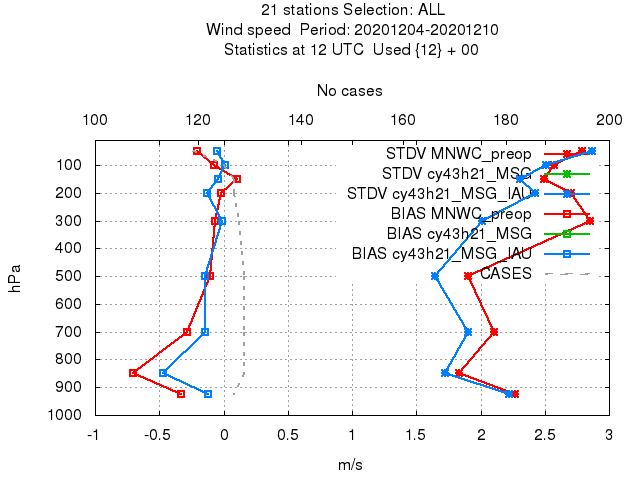 21 stations Selection: ALL
Wind speed  Period: 20201204-20201210
Statistics at 12 UTC  Used {12} + 00
No cases
100 120 140 160 180 200
STDV MNWC_preop
STDV cy43h21_MSG
STDV cy43h21_MSG_IAU
BIAS MNWC_preop
BIAS cy43h21_MSG
BIAS cy43h21_MSG_IAU
CASES
hPa
100
200
300
400
500
600
700
800
900
1000
-1 -0.5 0 0.5 1 1.5 2 2.5 3
m/s